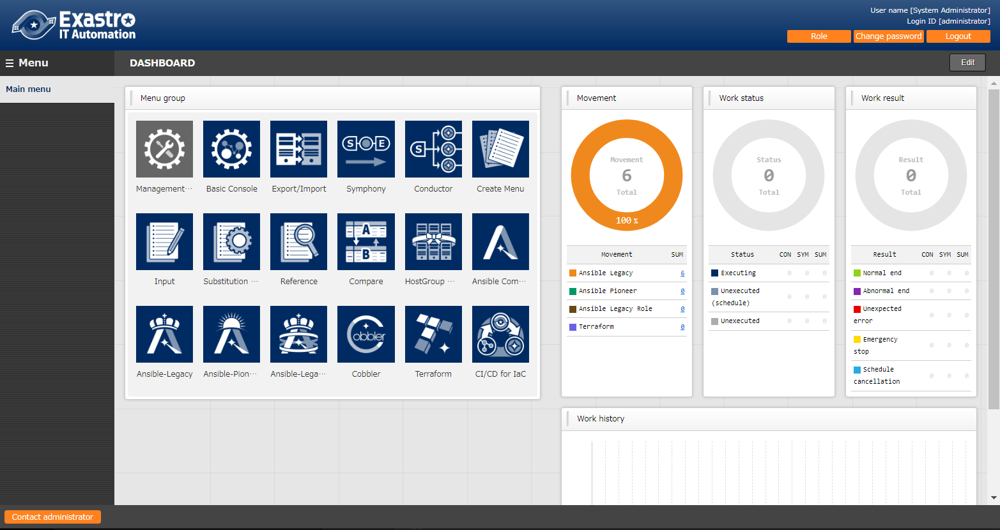 Exastro
IT Automation
User name [System Administrator]
Login ID [administrator]
Role
Change password
Logout
Menu
DASHBOARD
Edit
Main menu
Menu group
Management···
Basic Console
Export/Import
S O E
Symphony
S
Conductor
Create Menu
Input
Substitution ···
Reference
A
B
Compare
HostGroup ···
Ansible Com···
Ansible-Legacy
Ansible-Pion···
Ansible-Lega···
Cobbler
Cobbler
Terraform
CI/CD for IaC
Movement
Movement
6
Total
100 %
Movement SUM
Ansible Legacy 6
Ansible Pioneer 0
Ansible Legacy Role 0
Terraform 0
Work status
Status
0
Total
Status CON SYM SUM
Executing 0 0 0
Unexecuted
(schedule) 0 0 0
Unexecuted 0 0 0
Work result
Result
0
Total
Result CON SYM SUM
Normal end 0 0 0
Abnormal end 0 0 0
Unexpected
error 0 0 0
Emergency
stop 0 0 0
Schedule
cancellation 0 0 0
Work history
Contact administrator